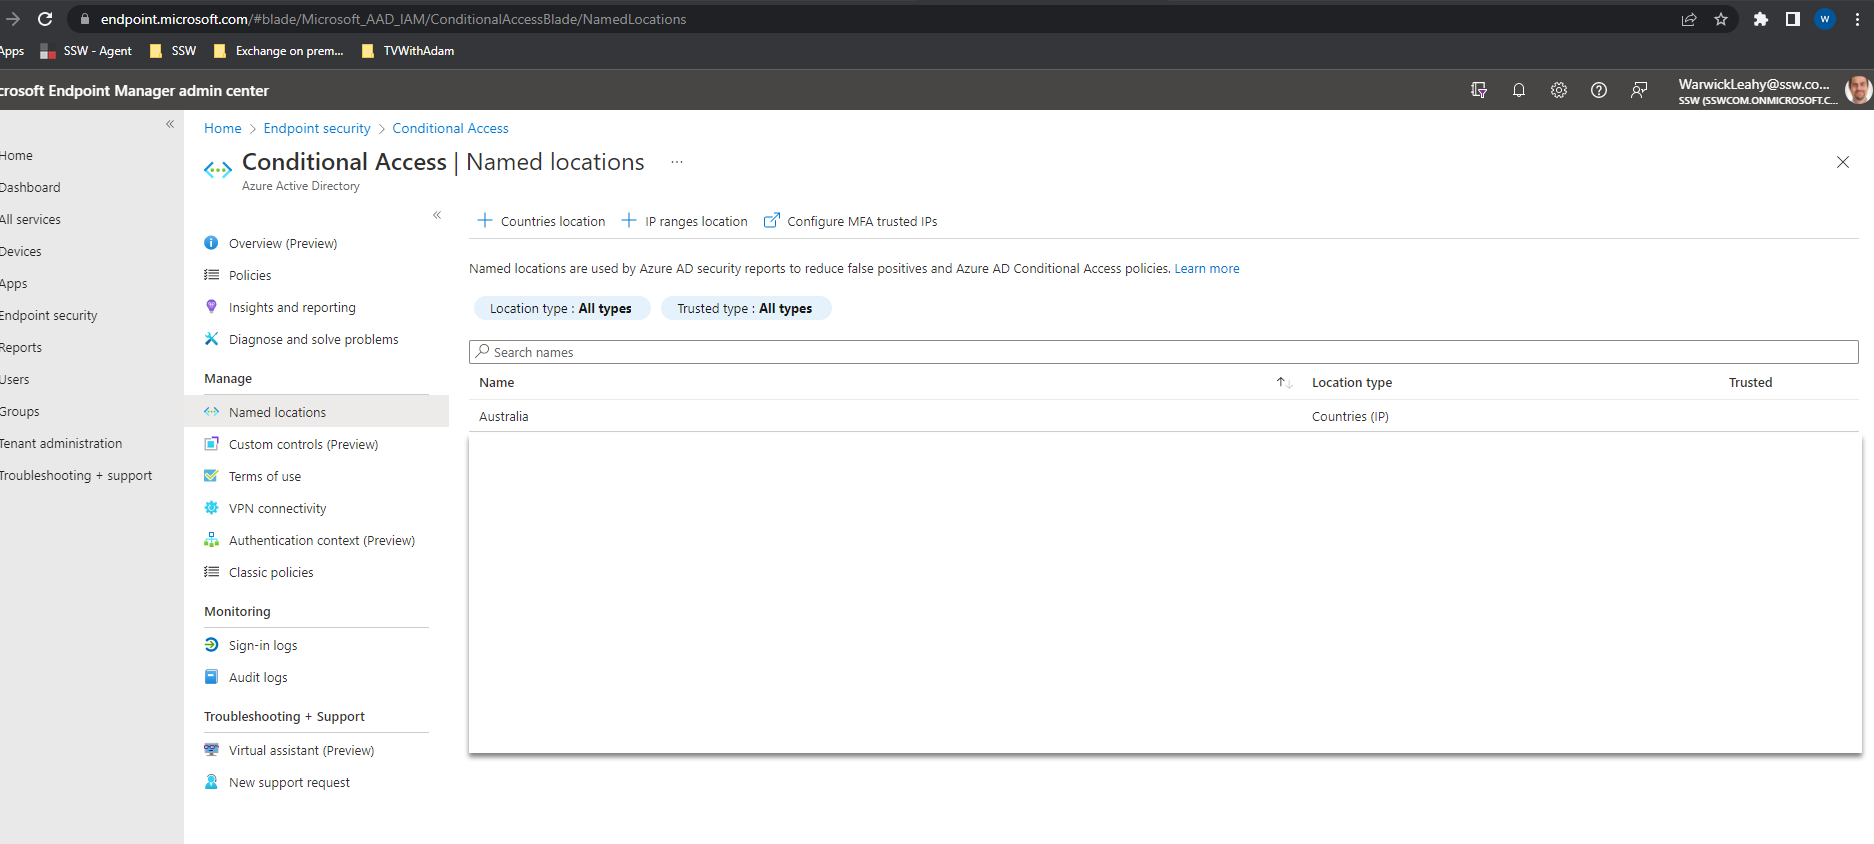 endpoint.microsoft.com/#blade/Microsoft_AAD_IAM/ConditionalAccessBlade/NamedLocations
W
Apps
SSW - Agent
SSW
Exchange on prem...
TVWithAdam
crosoft Endpoint Manager admin center
WarwickLeahy@ssw.co...
SSW (SSWCOM.ONMICROSOFT.C...
Home
Dashboard
All services
Devices
Apps
Endpoint security
Reports
Users
Groups
Tenant administration
Troubleshooting + support
Home > Endpoint security > Conditional Access
Conditional Access | Named locations ...
Azure Active Directory
Overview (Preview)
Policies
Insights and reporting
Diagnose and solve problems
Manage
Named locations
Custom controls (Preview)
Terms of use
VPN connectivity
Authentication context (Preview)
Classic policies
Monitoring
Sign-in logs
Audit logs
Troubleshooting + Support
Virtual assistant (Preview)
New support request
+ Countries location
+ IP ranges location
Configure MFA trusted IPs
Named locations are used by Azure AD security reports to reduce false positives and Azure AD Conditional Access policies. Learn more
Location type : All types
Trusted type : All types
Search names
Name ↑↓ Location type Trusted
Australia Countries (IP)